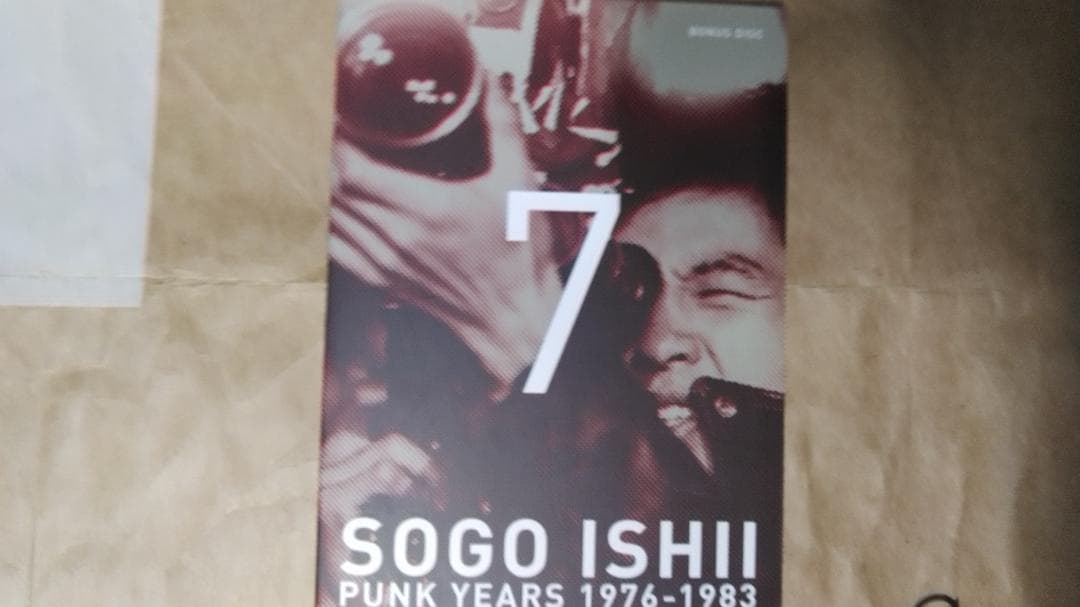 BONUS DISC
7
SOGO ISHII
PUNK YEARS 1976-1983